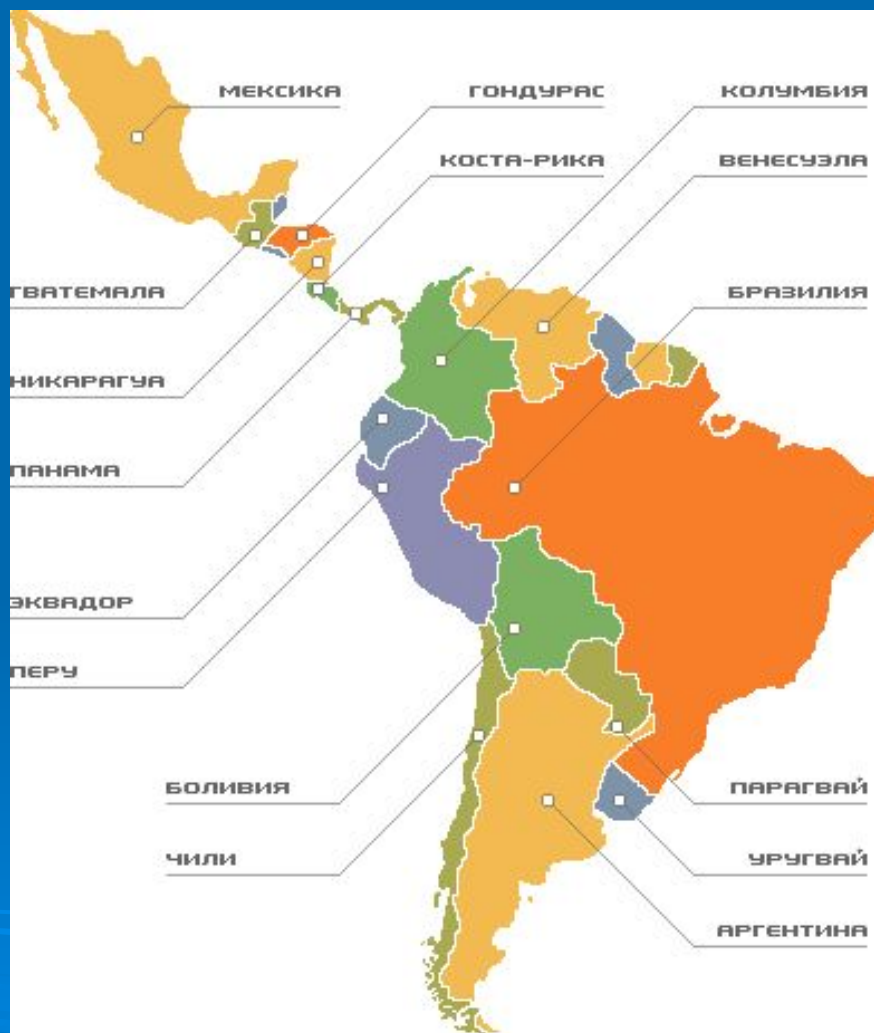 МЕКСИКА
ГОНДУРАС
КОЛУМБИЯ
КОСТА-РИКА
ВЕНЕСУЭЛА
ГВАТЕМАЛА
БРАЗИЛИЯ
НИКАРАГУА
ПАНАМА
ЭКВАДОР
ПЕРУ
БОЛИВИЯ
ПАРАГВАЙ
ЧИЛИ
УРУГВАЙ
АРГЕНТИНА